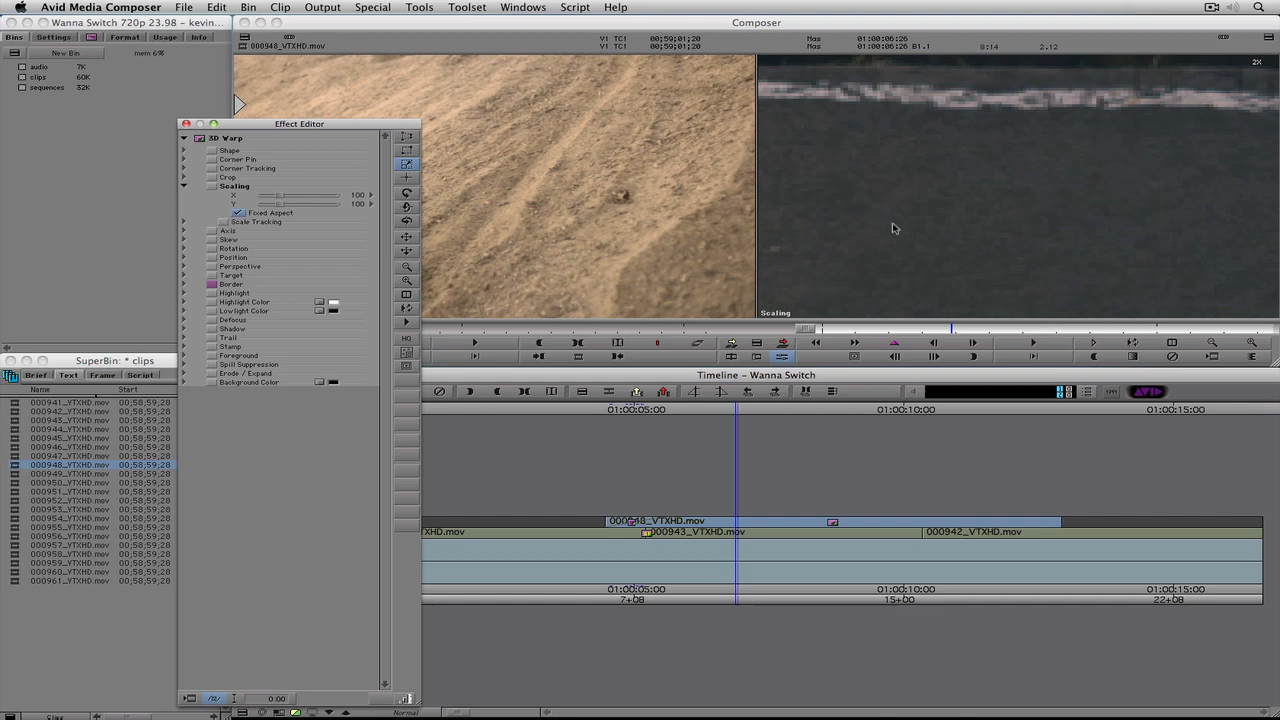 Avid Media Composer File Edit Bin Clip Output Special Tools Toolset Windows Script Help
Wanna Switch 720p 23.98 - kevin...
Composer
Bins Settings Format Usage Info
New Bin mem 6%
audio 7K
clips 60K
sequences 32K
000948_VTXHD.mov
V1 TC1 00;59;01;20 Mas 01:00:06:26
V1 TC1 00;59;01;20 Mas 01:00:06:26 B1.1 8:14 2.12
2X
Scaling
Effect Editor
3D Warp
Shape
Corner Pin
Corner Tracking
Crop
Scaling
X 100
Y 100
Fixed Aspect
Scale Tracking
Axis
Skew
Rotation
Position
Perspective
Target
Border
Highlight
Highlight Color
Lowlight Color
Defocus
Shadow
Trail
Stamp
Foreground
Spill Suppression
Erode / Expand
Background Color
HQ
0:00
SuperBin: * clips
Brief Text Frame Script
Name Start
000941_VTXHD.mov 00;58;59;28
000942_VTXHD.mov 00;58;59;28
000943_VTXHD.mov 00;58;59;28
000944_VTXHD.mov 00;58;59;28
000945_VTXHD.mov 00;58;59;28
000946_VTXHD.mov 00;58;59;28
000947_VTXHD.mov 00;58;59;28
000948_VTXHD.mov 00;58;59;28
000949_VTXHD.mov 00;58;59;28
000950_VTXHD.mov 00;58;59;28
000951_VTXHD.mov 00;58;59;28
000952_VTXHD.mov 00;58;59;28
000953_VTXHD.mov 00;58;59;28
000954_VTXHD.mov 00;58;59;28
000955_VTXHD.mov 00;58;59;28
000956_VTXHD.mov 00;58;59;28
000957_VTXHD.mov 00;58;59;28
000958_VTXHD.mov 00;58;59;28
000959_VTXHD.mov 00;58;59;28
000960_VTXHD.mov 00;58;59;28
000961_VTXHD.mov 00;58;59;28
Timeline - Wanna Switch
AVID
01:00:05:00 01:00:10:00 01:00:15:00
XHD.mov 000943_VTXHD.mov 000942_VTXHD.mov
01:00:05:00 01:00:10:00 01:00:15:00
7+08 15+00 22+08
Normal